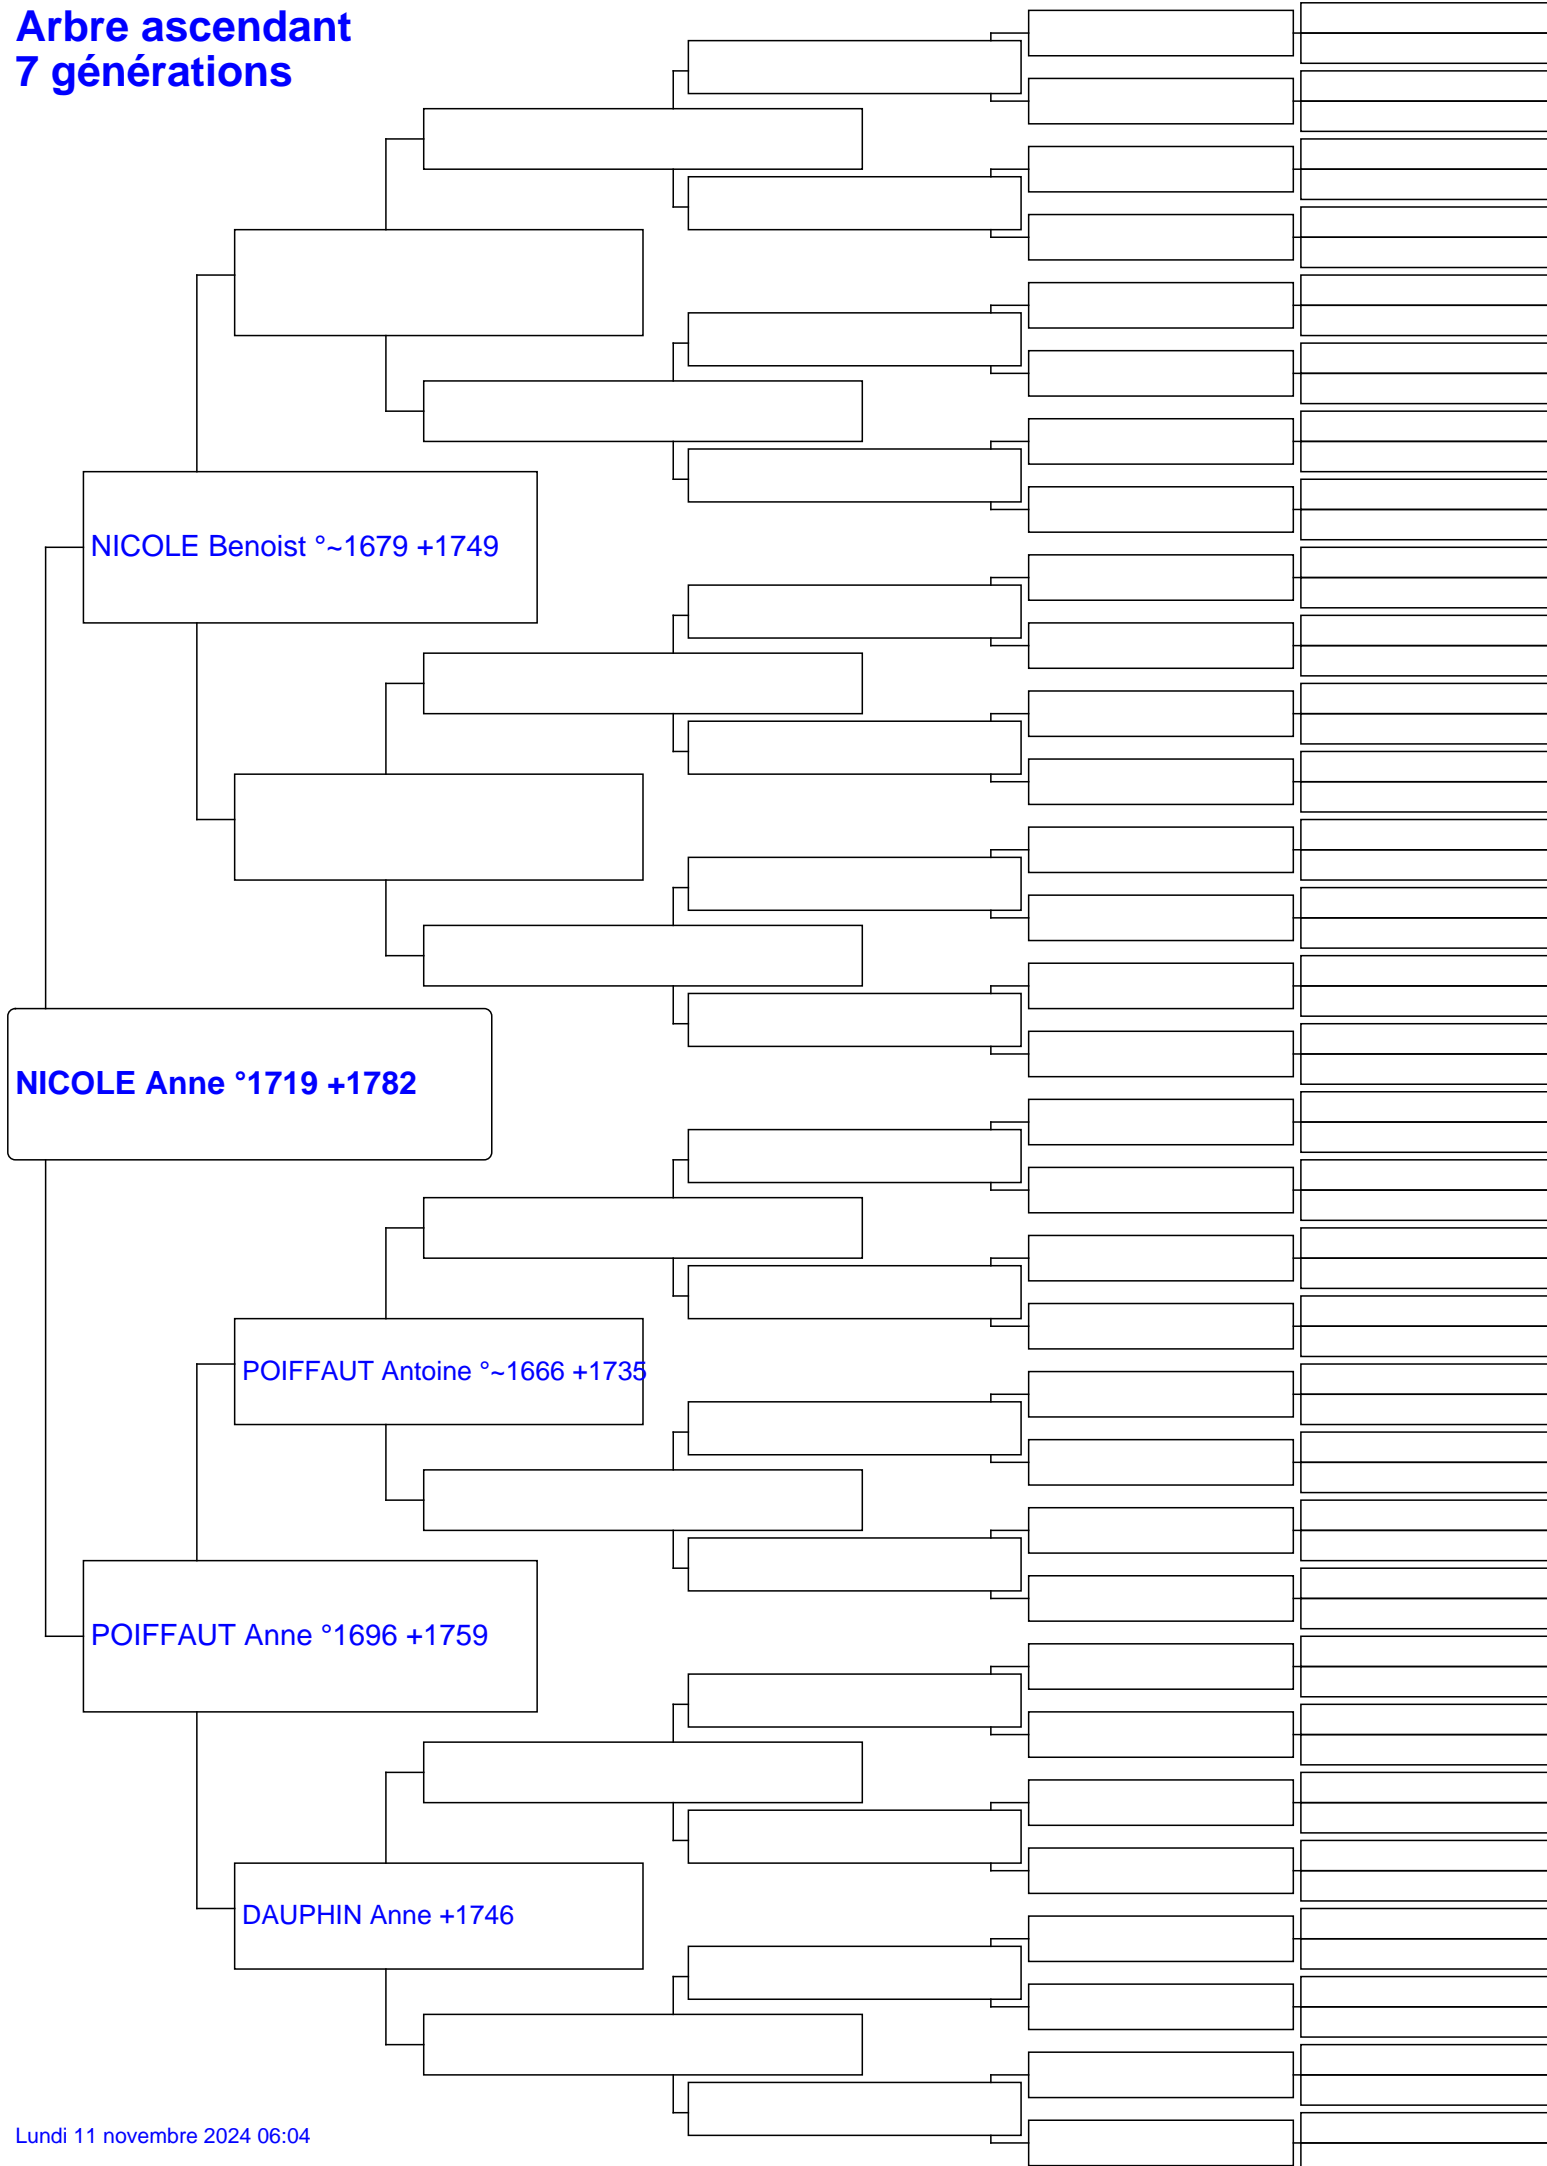 Arbre ascendant
7 générations
NICOLE Benoist °~1679 +1749
NICOLE Anne °1719 +1782
POIFFAUT Antoine °~1666 +1735
POIFFAUT Anne °1696 +1759
DAUPHIN Anne +1746
Lundi 11 novembre 2024 06:04